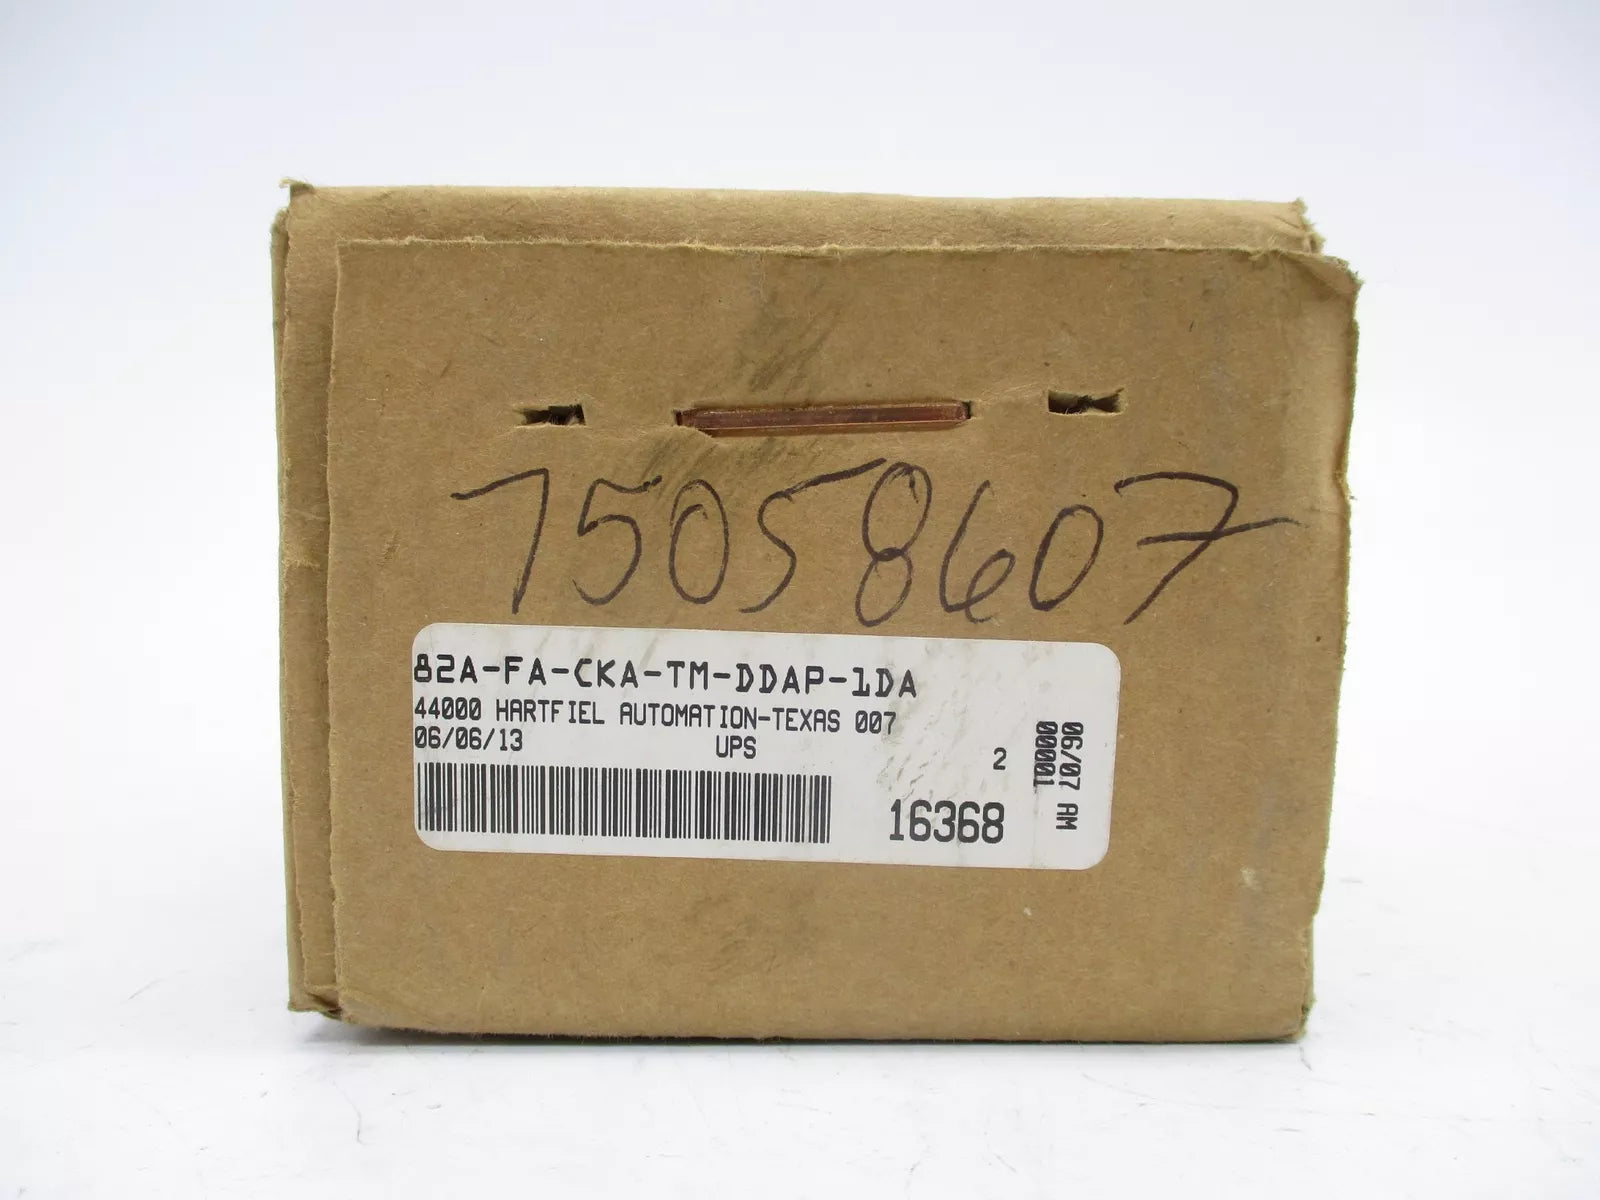 75058607
82A-FA-CKA-TM-DDAP-1DA
44000 HARTFIEL AUTOMATION-TEXAS 007
06/06/13 UPS 2
16368
06/07 AM
00001